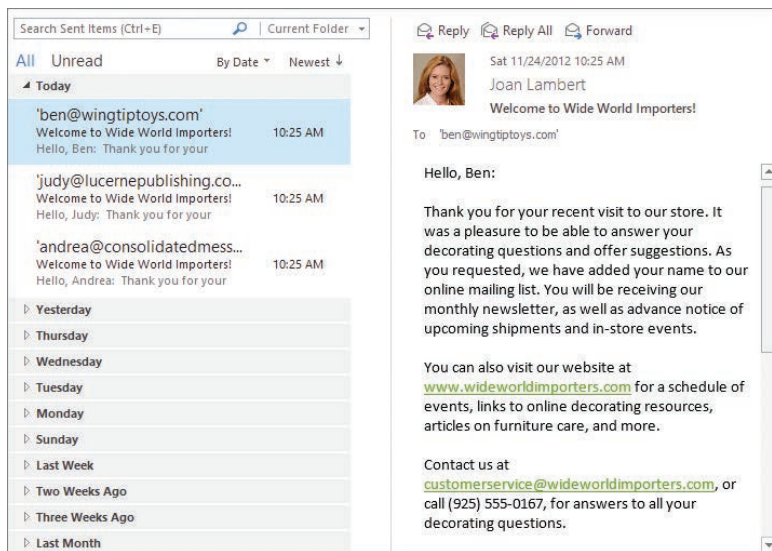 Search Sent Items (Ctrl+E)
Current Folder
All Unread
By Date Newest
Today
'ben@wingtiptoys.com'
Welcome to Wide World Importers! 10:25 AM
Hello, Ben: Thank you for your
'judy@lucernepublishing.co...
Welcome to Wide World Importers! 10:25 AM
Hello, Judy: Thank you for your
'andrea@consolidatedmess...
Welcome to Wide World Importers! 10:25 AM
Hello, Andrea: Thank you for your
Yesterday
Thursday
Wednesday
Tuesday
Monday
Sunday
Last Week
Two Weeks Ago
Three Weeks Ago
Last Month
Reply Reply All Forward
Sat 11/24/2012 10:25 AM
Joan Lambert
Welcome to Wide World Importers!
To 'ben@wingtiptoys.com'
Hello, Ben:
Thank you for your recent visit to our store. It
was a pleasure to be able to answer your
decorating questions and offer suggestions. As
you requested, we have added your name to our
online mailing list. You will be receiving our
monthly newsletter, as well as advance notice of
upcoming shipments and in-store events.
You can also visit our website at
www.wideworldimporters.com for a schedule of
events, links to online decorating resources,
articles on furniture care, and more.
Contact us at
customerservice@wideworldimporters.com, or
call (925) 555-0167, for answers to all your
decorating questions.